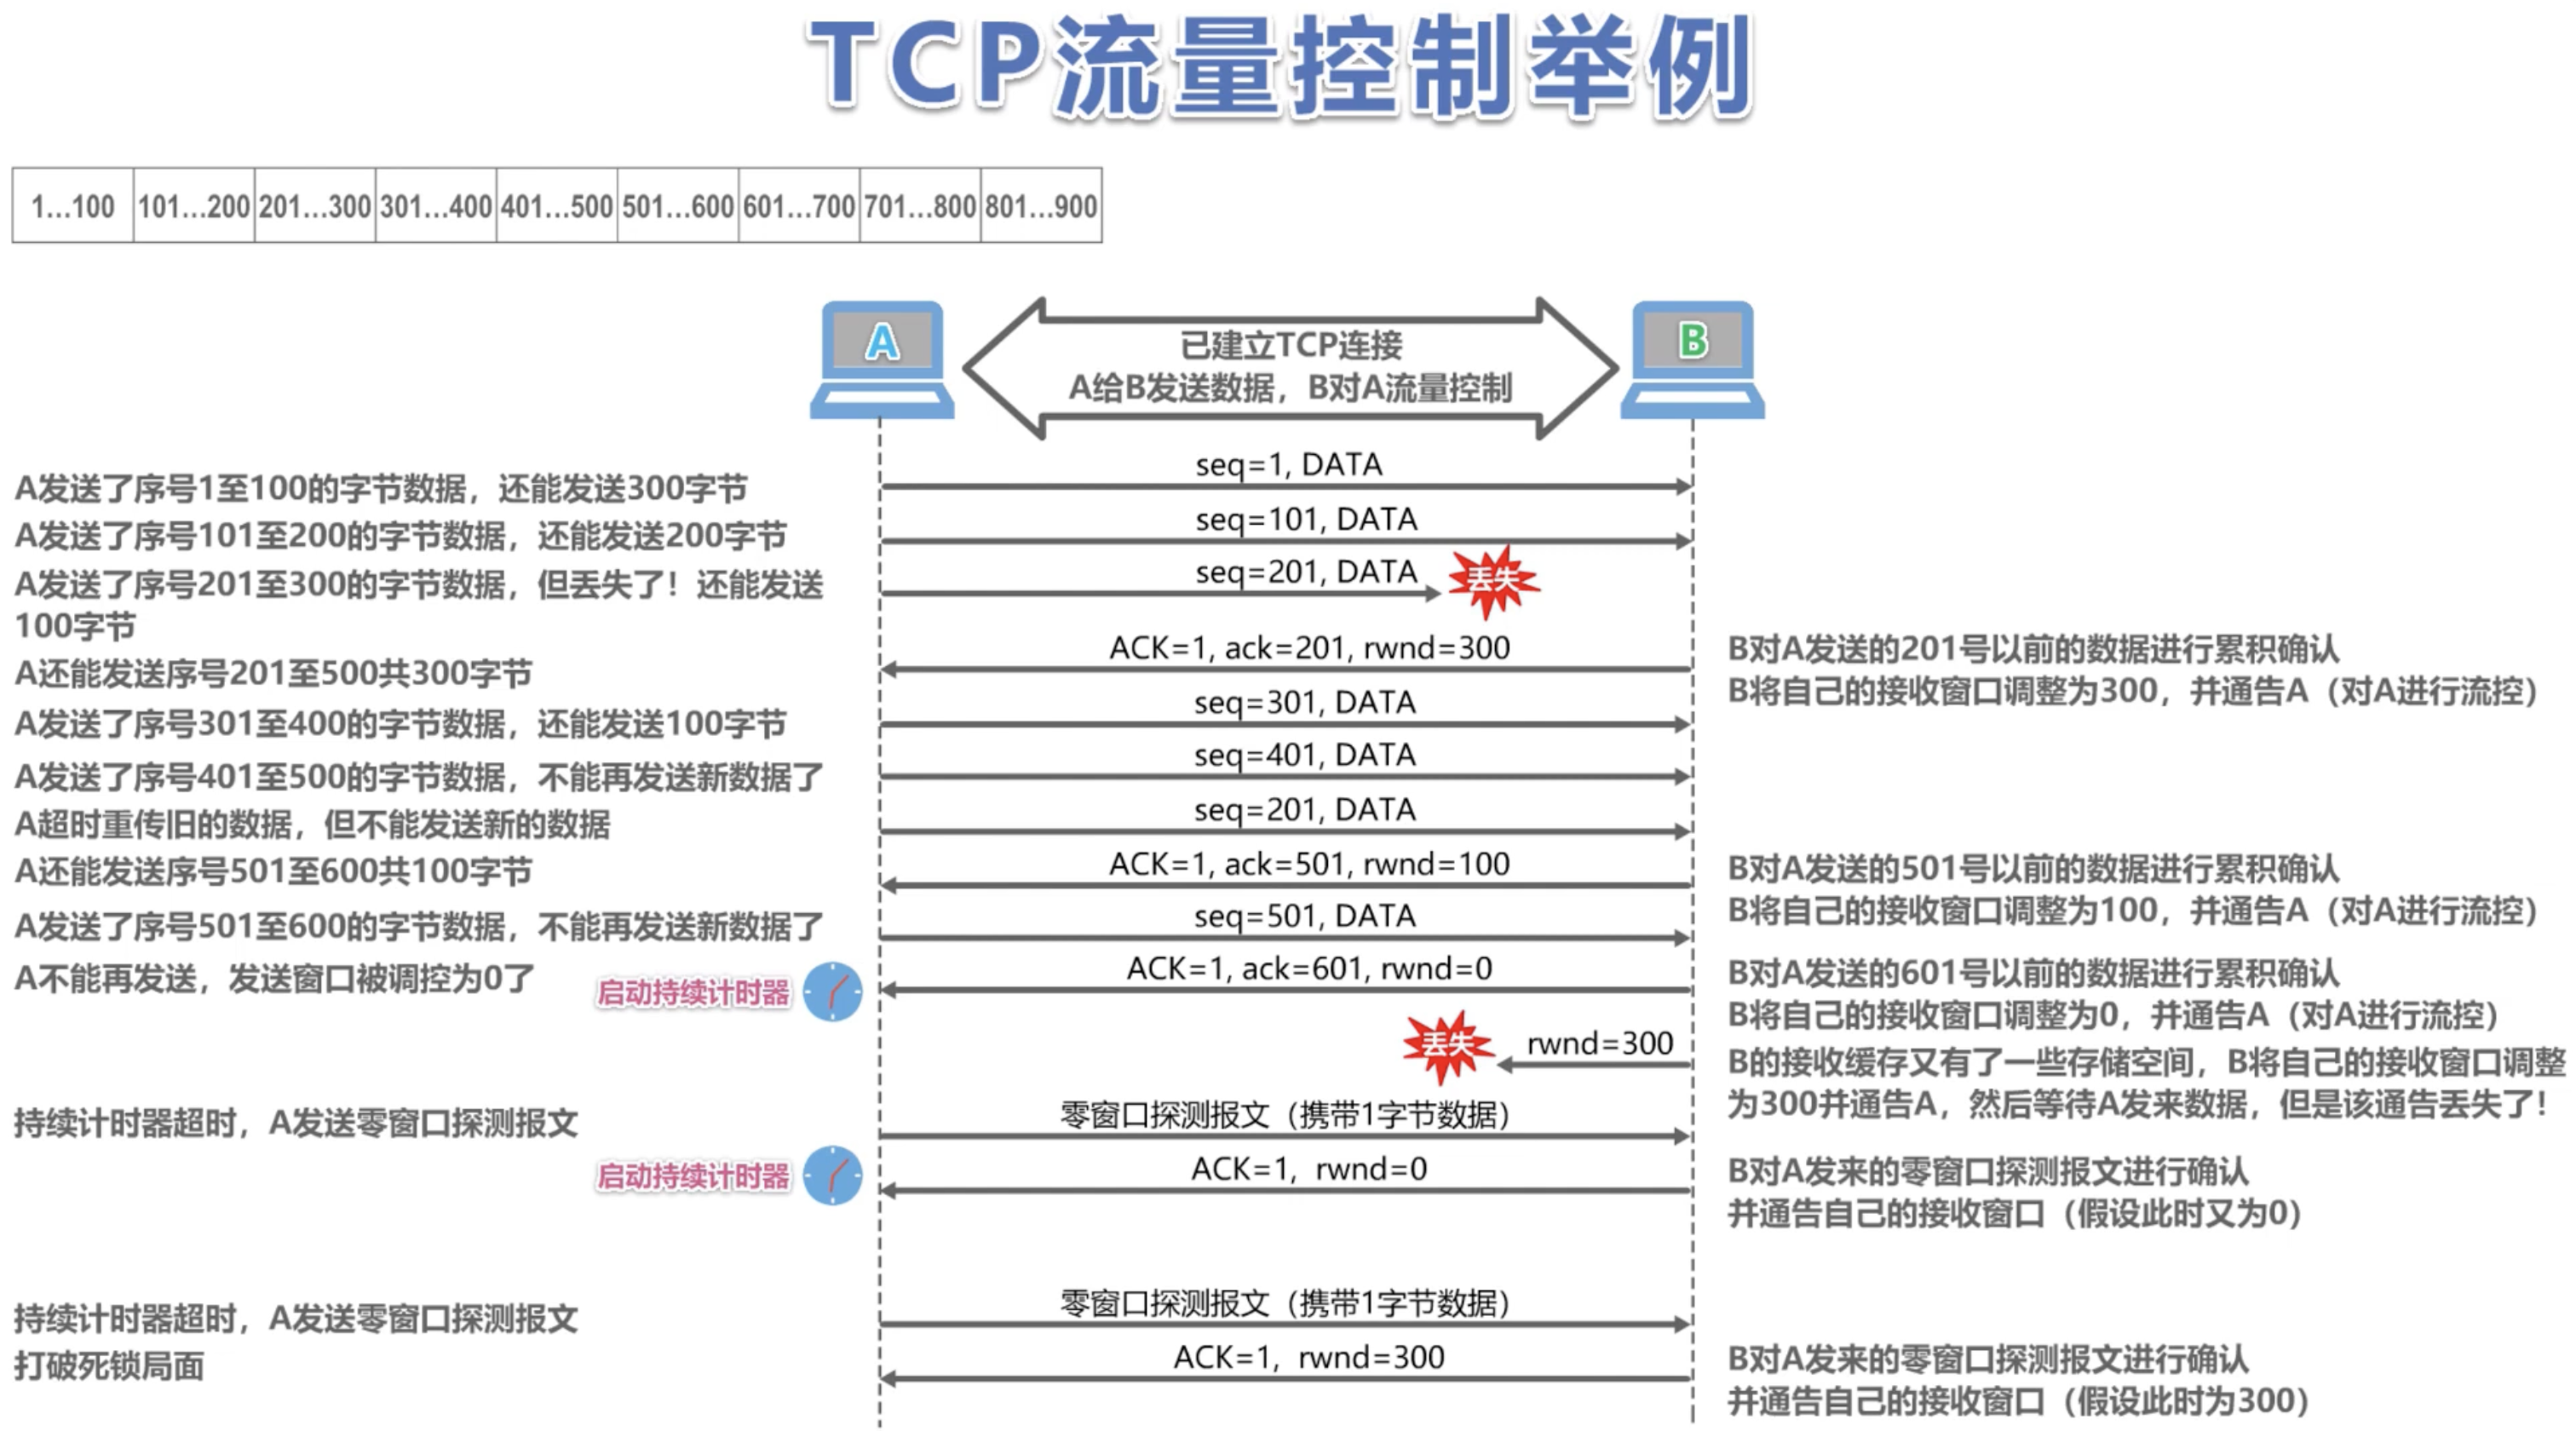 TCP流量控制举例
1...100 101...200 201...300 301...400 401...500 501...600 601...700 701...800 801...900
A
B
已建立TCP连接
A给B发送数据，B对A流量控制
seq=1, DATA
A发送了序号1至100的字节数据，还能发送300字节
seq=101, DATA
A发送了序号101至200的字节数据，还能发送200字节
seq=201, DATA
丢失
A发送了序号201至300的字节数据，但丢失了！还能发送
100字节
ACK=1, ack=201, rwnd=300
B对A发送的201号以前的数据进行累积确认
B将自己的接收窗口调整为300，并通告A（对A进行流控）
A还能发送序号201至500共300字节
seq=301, DATA
A发送了序号301至400的字节数据，还能发送100字节
seq=401, DATA
A发送了序号401至500的字节数据，不能再发送新数据了
seq=201, DATA
A超时重传旧的数据，但不能发送新的数据
ACK=1, ack=501, rwnd=100
A还能发送序号501至600共100字节
B对A发送的501号以前的数据进行累积确认
B将自己的接收窗口调整为100，并通告A（对A进行流控）
seq=501, DATA
A发送了序号501至600的字节数据，不能再发送新数据了
ACK=1, ack=601, rwnd=0
A不能再发送，发送窗口被调控为0了
启动持续计时器
B对A发送的601号以前的数据进行累积确认
B将自己的接收窗口调整为0，并通告A（对A进行流控）
丢失
rwnd=300
B的接收缓存又有了一些存储空间，B将自己的接收窗口调整
为300并通告A，然后等待A发来数据，但是该通告丢失了！
持续计时器超时，A发送零窗口探测报文
零窗口探测报文（携带1字节数据）
启动持续计时器
ACK=1, rwnd=0
B对A发来的零窗口探测报文进行确认
并通告自己的接收窗口（假设此时又为0）
零窗口探测报文（携带1字节数据）
持续计时器超时，A发送零窗口探测报文
打破死锁局面
ACK=1, rwnd=300
B对A发来的零窗口探测报文进行确认
并通告自己的接收窗口（假设此时为300）